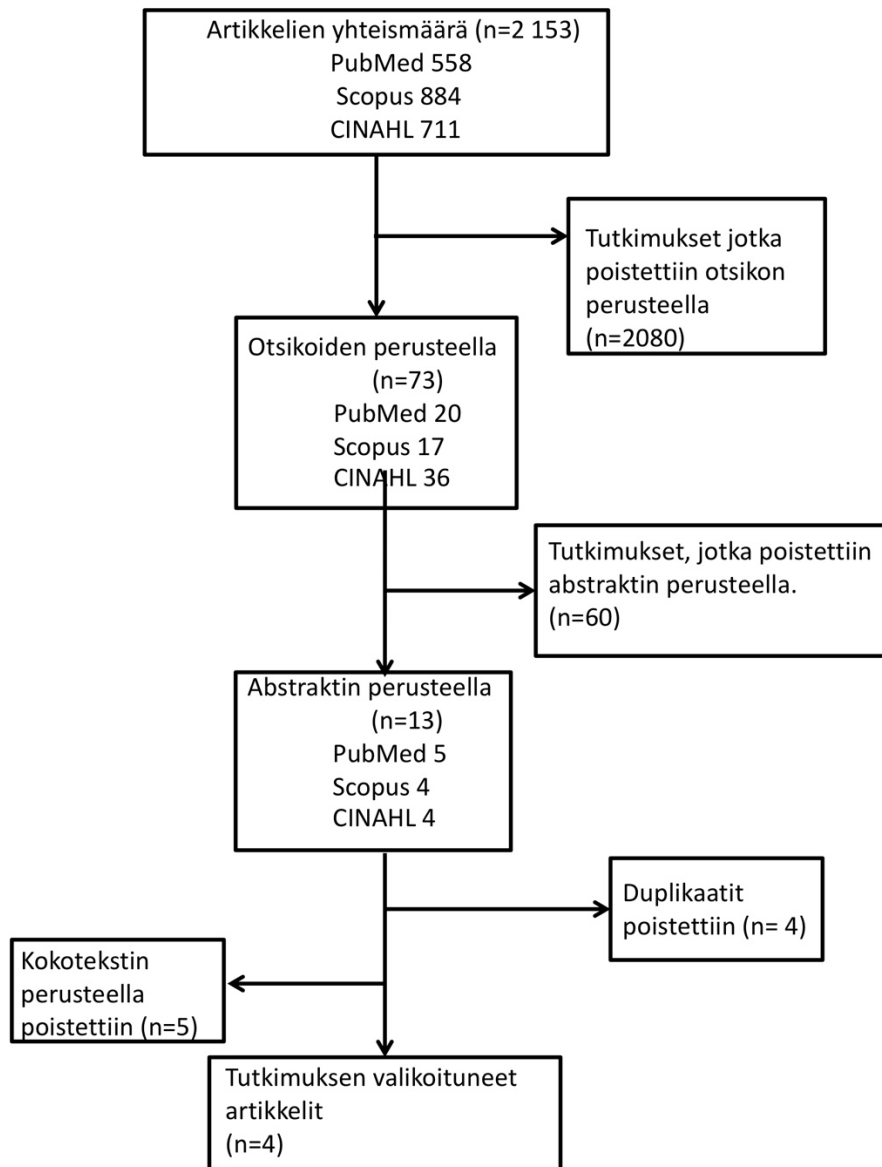 Artikkelien yhteismäärä (n=2 153)
PubMed 558
Scopus 884
CINAHL 711
Tutkimukset jotka
poistettiin otsikon
perusteella
(n=2080)
Otsikoiden perusteella
(n=73)
PubMed 20
Scopus 17
CINAHL 36
Tutkimukset, jotka poistettiin
abstraktin perusteella.
(n=60)
Abstraktin perusteella
(n=13)
PubMed 5
Scopus 4
CINAHL 4
Duplikaatit
poistettiin (n= 4)
Kokotekstin
perusteella
poistettiin (n=5)
Tutkimuksen valikoituneet
artikkelit
(n=4)